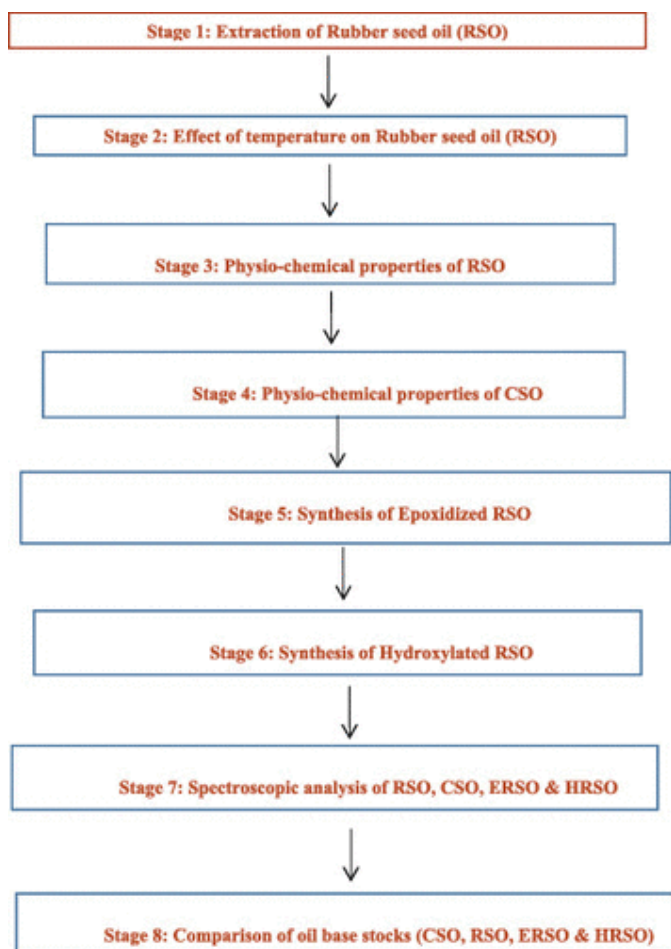 Stage 1: Extraction of Rubber seed oil (RSO)
Stage 2: Effect of temperature on Rubber seed oil (RSO)
Stage 3: Physio-chemical properties of RSO
Stage 4: Physio-chemical properties of CSO
Stage 5: Synthesis of Epoxidized RSO
Stage 6: Synthesis of Hydroxylated RSO
Stage 7: Spectroscopic analysis of RSO, CSO, ERSO & HRSO
Stage 8: Comparison of oil base stocks (CSO, RSO, ERSO & HRSO)